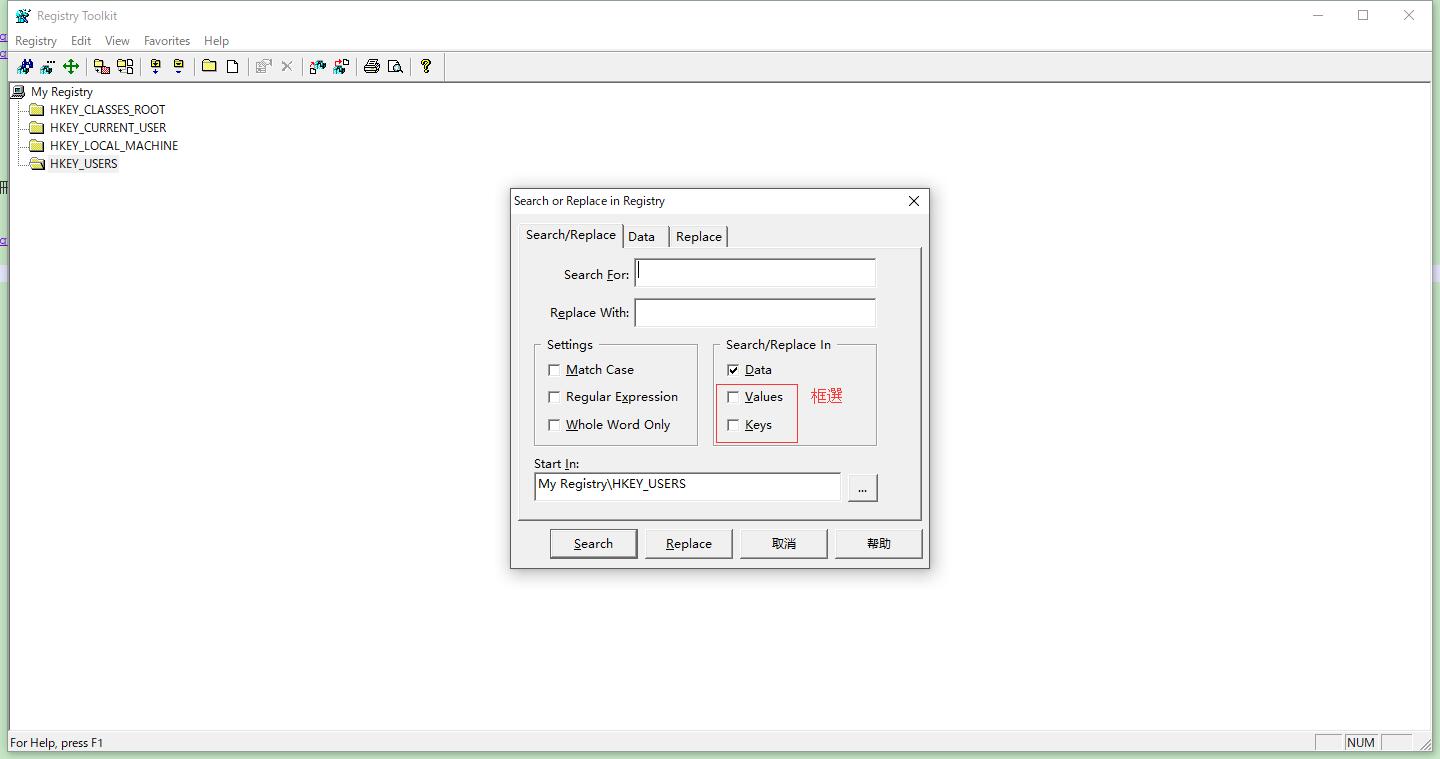 Registry Toolkit
Registry Edit View Favorites Help
My Registry
HKEY_CLASSES_ROOT
HKEY_CURRENT_USER
HKEY_LOCAL_MACHINE
HKEY_USERS
Search or Replace in Registry
Search/Replace Data Replace
Search For:
Replace With:
Settings
Match Case
Regular Expression
Whole Word Only
Search/Replace In
Data
Values 框選
Keys
Start In:
My Registry\HKEY_USERS ...
Search Replace 取消 帮助
For Help, press F1 NUM